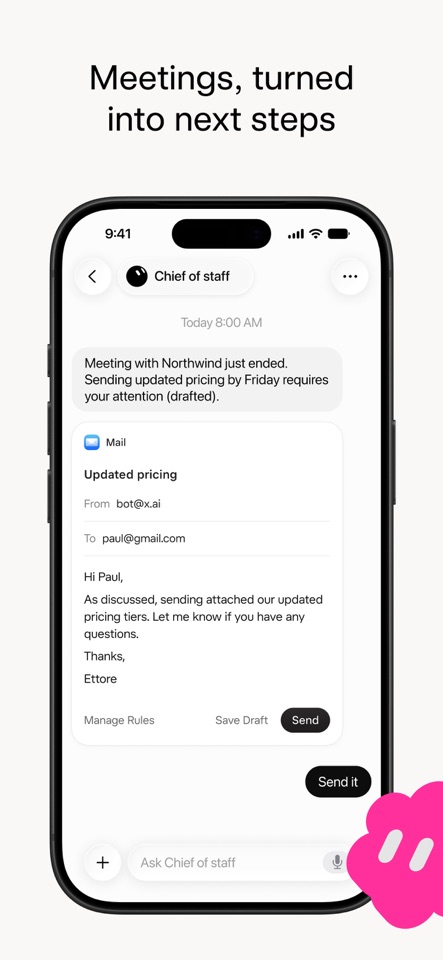 Meetings, turned
into next steps
9:41
Chief of staff
Today 8:00 AM
Meeting with Northwind just ended.
Sending updated pricing by Friday requires
your attention (drafted).
Mail
Updated pricing
From bot@x.ai
To paul@gmail.com
Hi Paul,
As discussed, sending attached our updated
pricing tiers. Let me know if you have any
questions.
Thanks,
Ettore
Manage Rules Save Draft Send
Send it
Ask Chief of staff